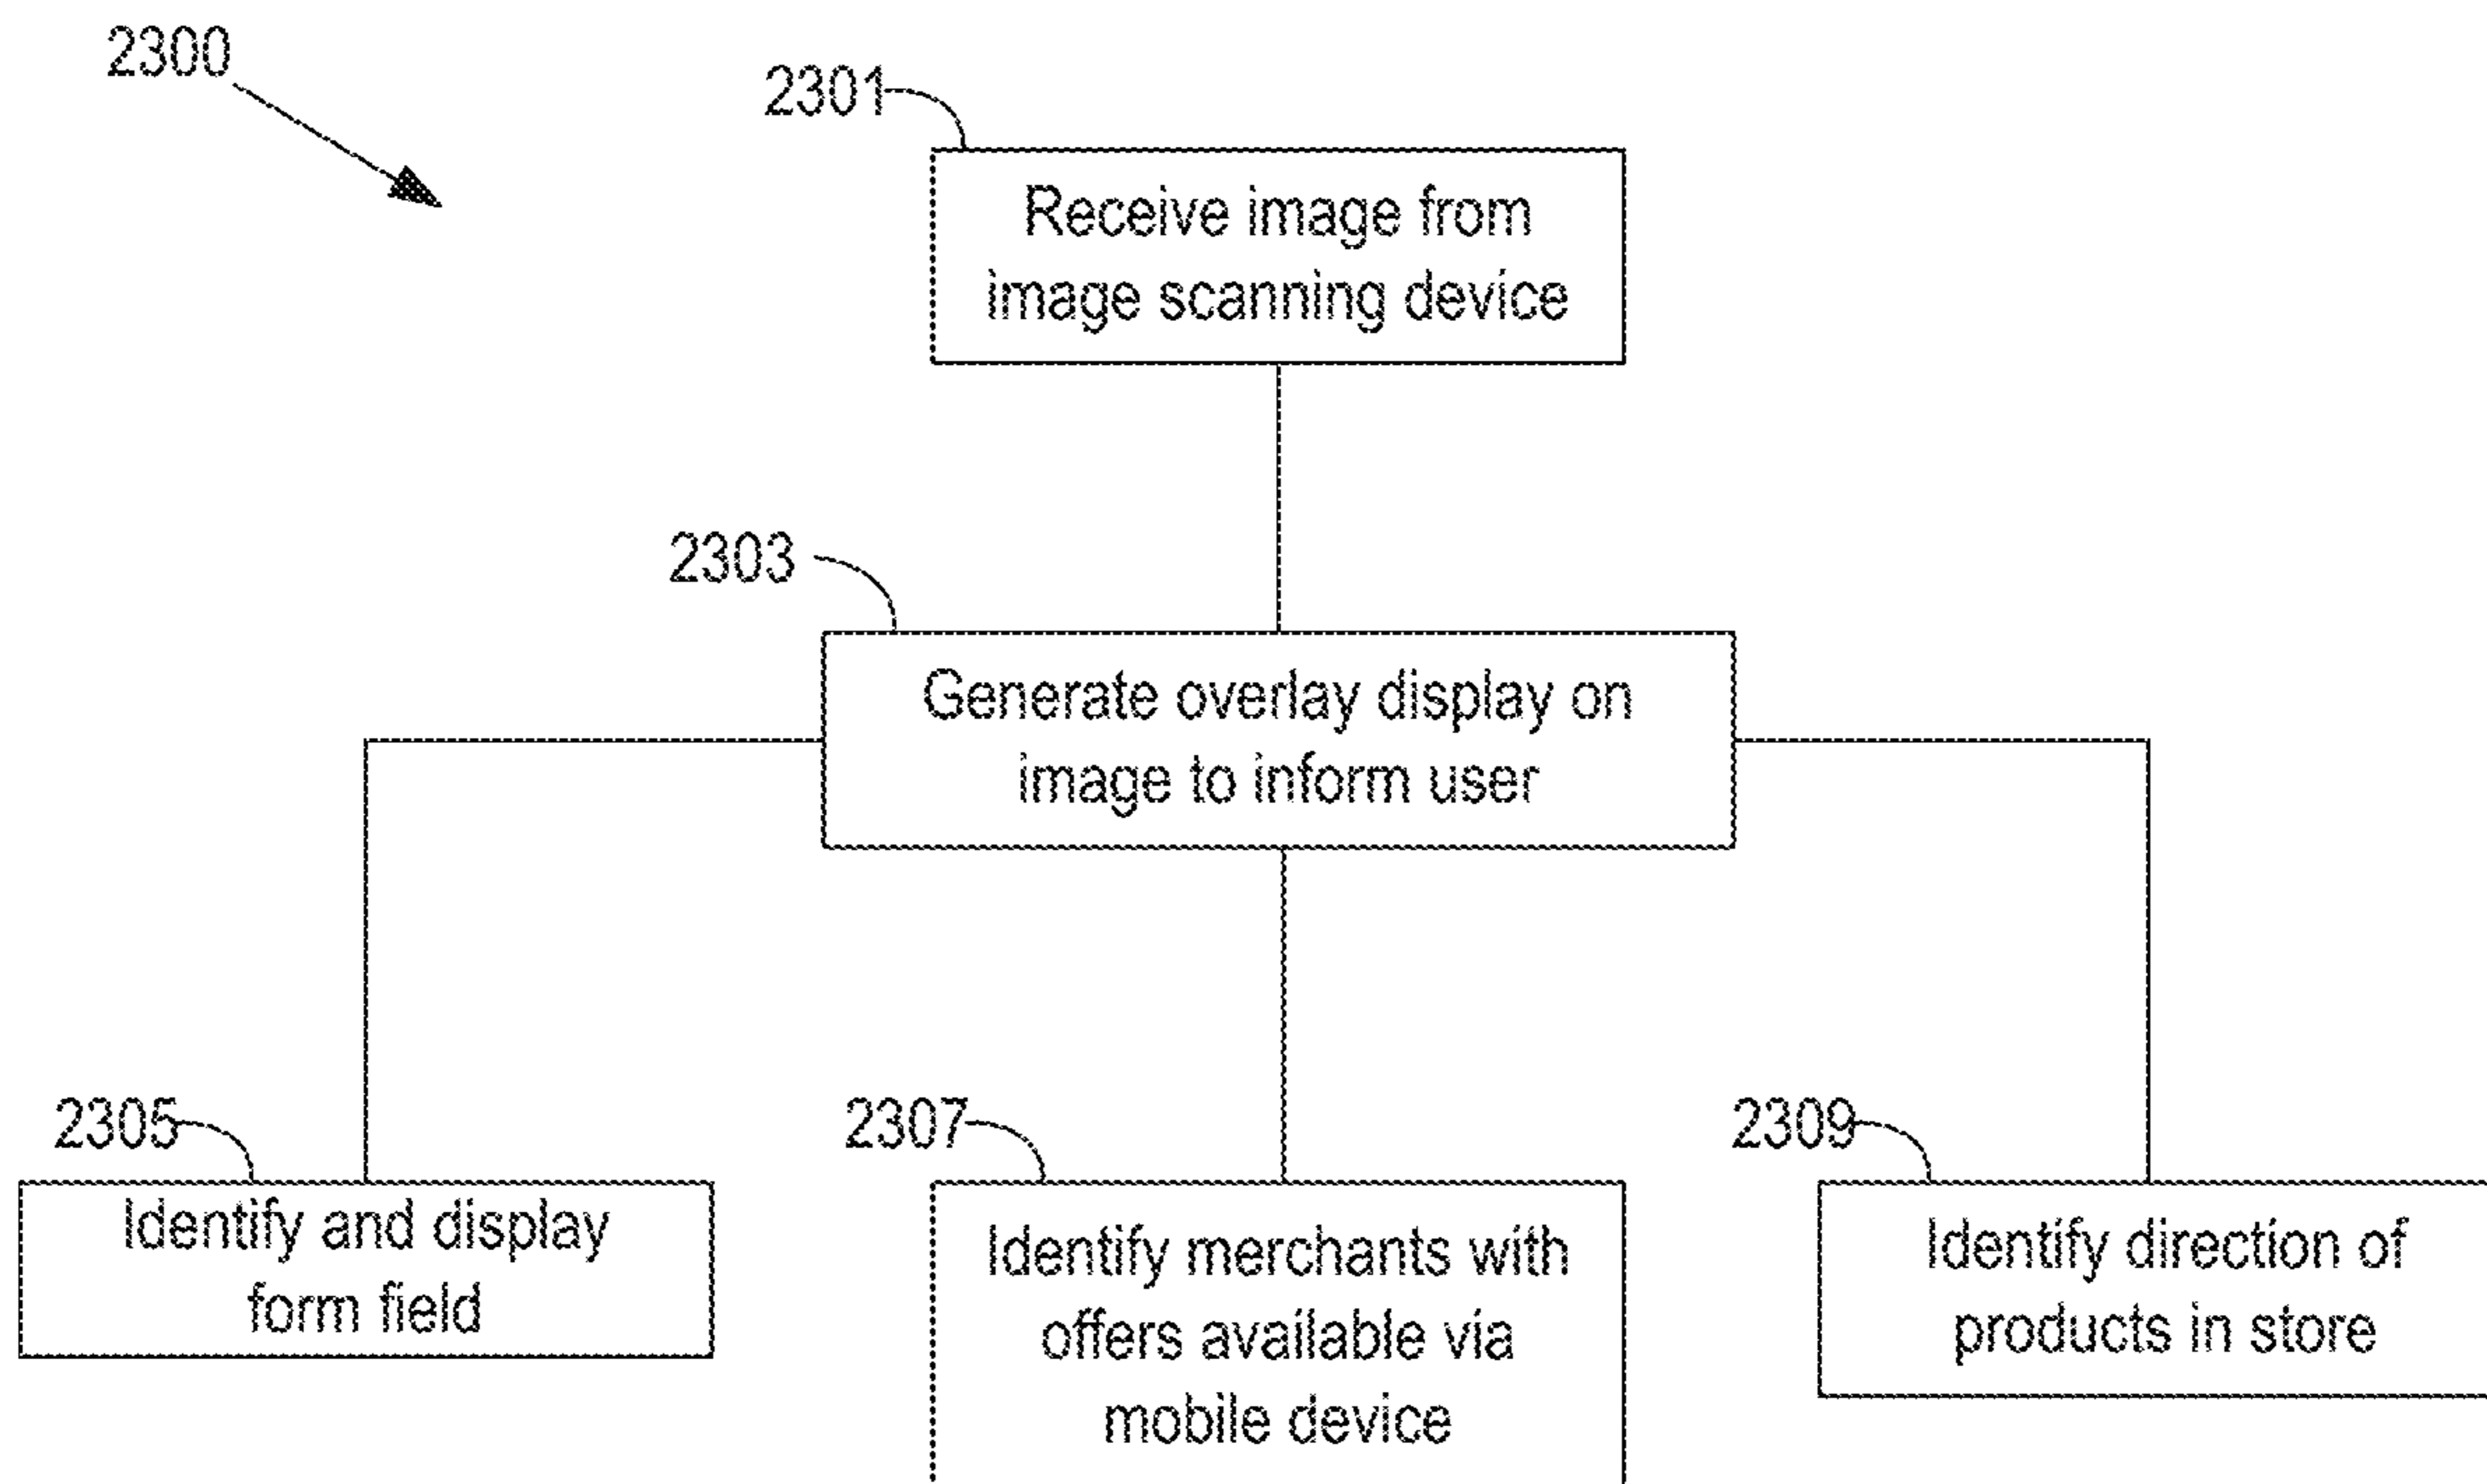 2300
2301
Receive image from
image scanning device
2303
Generate overlay display on
image to inform user
2305
Identify and display
form field
2307
Identify merchants with
offers available via
mobile device
2309
Identify direction of
products in store